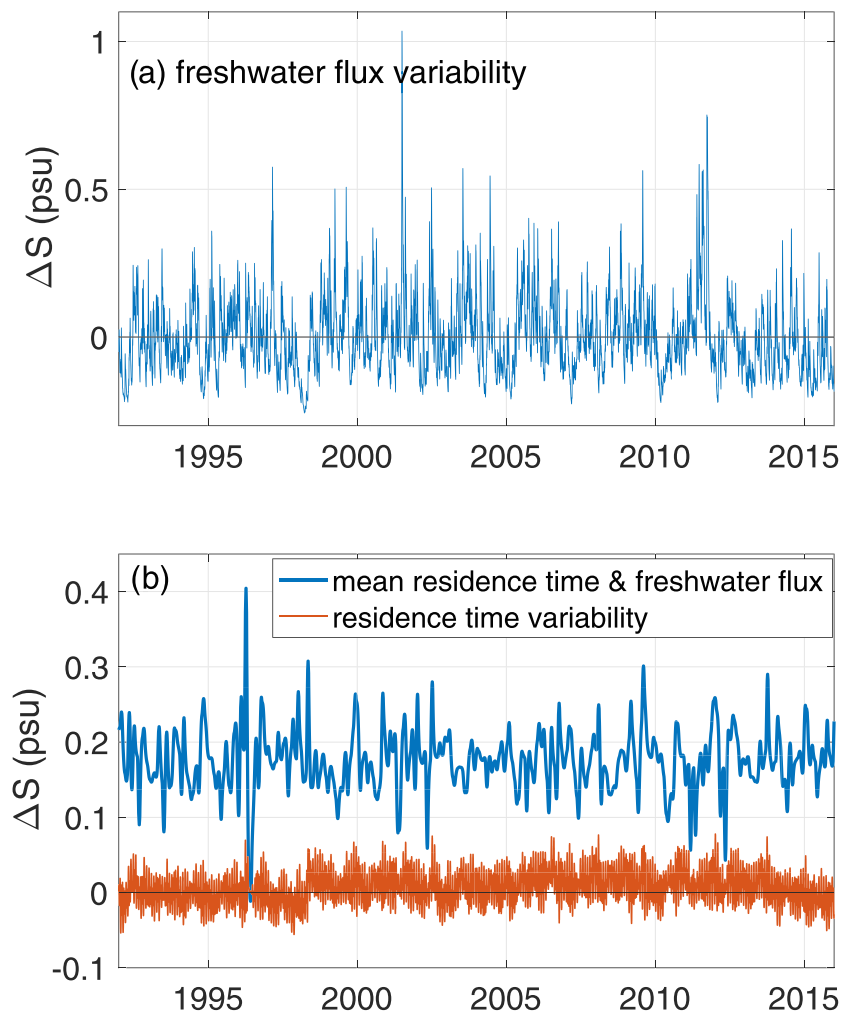 (a) freshwater flux variability
ΔS (psu)
1
0.5
0
1995 2000 2005 2010 2015
(b)
mean residence time & freshwater flux
residence time variability
ΔS (psu)
0.4
0.3
0.2
0.1
0
-0.1
1995 2000 2005 2010 2015